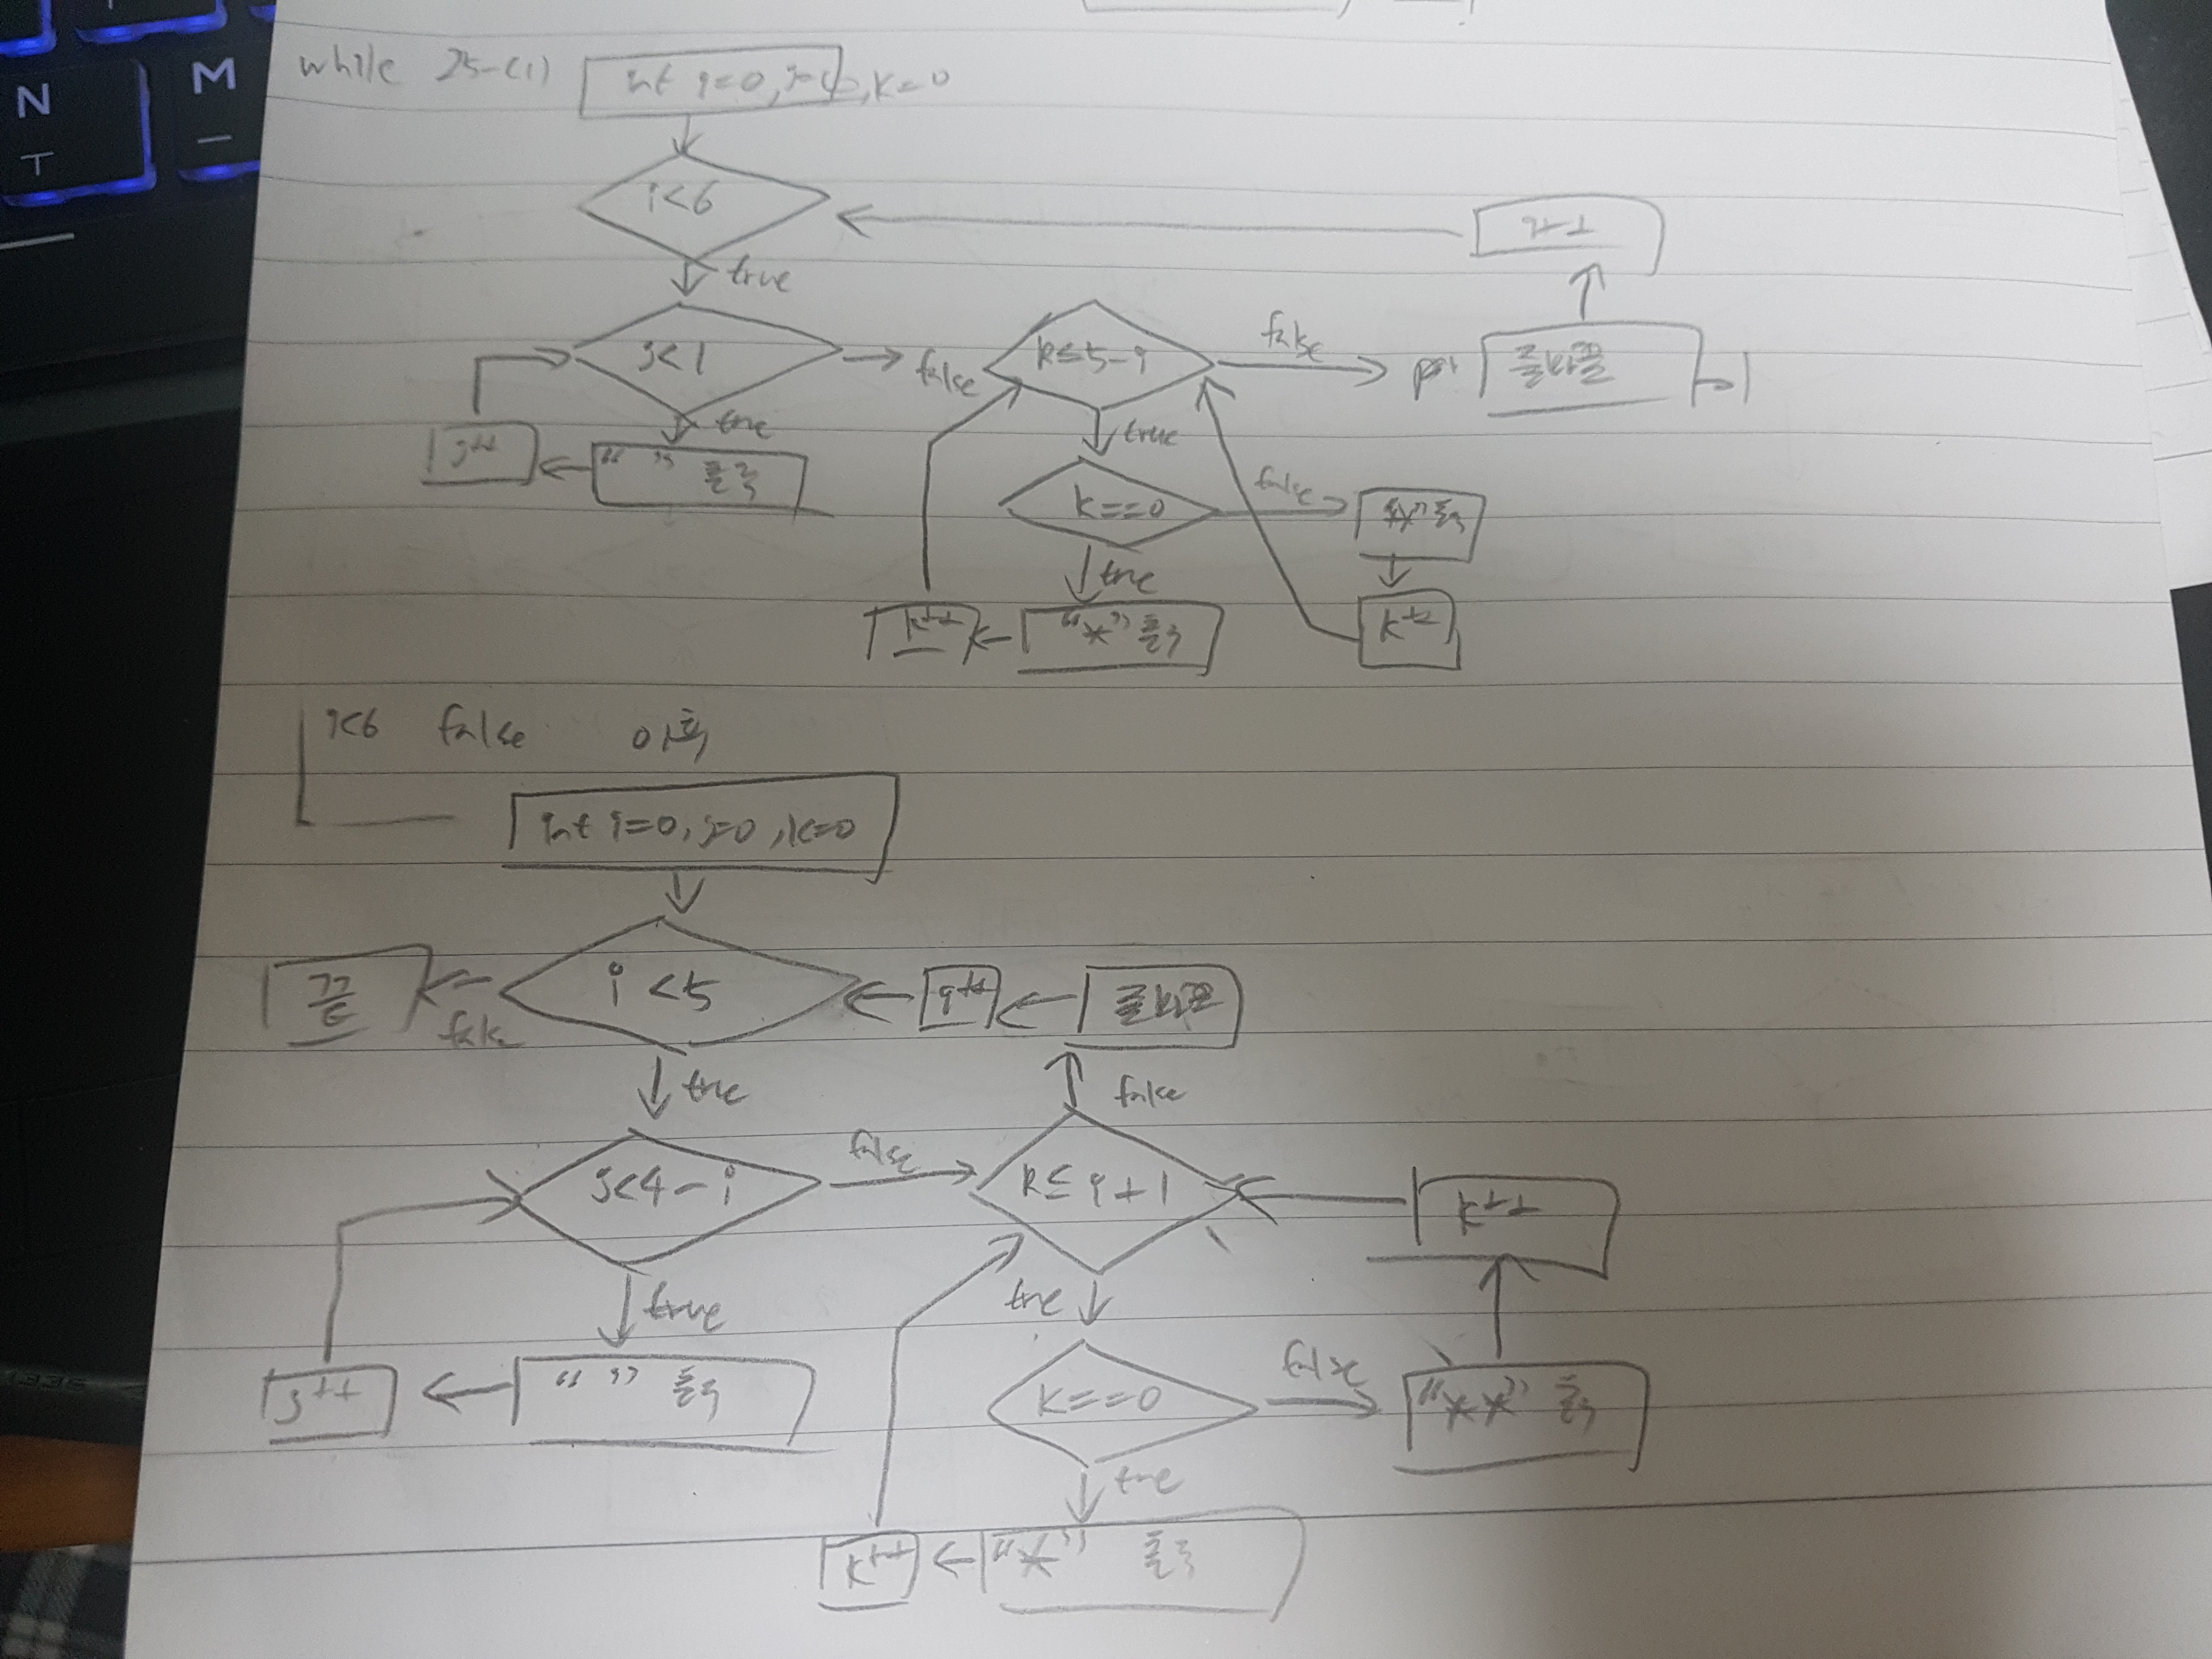 N
M
ㅜ
ㅡ
while 25-(1) int i=0, j=0, k=0
i<6
i++
true
j<1
false
k≤5-i
false
줄바꿈
true
true
j++
" " 출력
k==0
false
"**" 출력
true
k++
"*" 출력
k++
i<6 false 이후
int i=0, j=0, k=0
끝
false
i<5
i++
줄바꿈
true
false
j<4-i
false
k≤i+1
k++
true
true
j++
" " 출력
k==0
false
"**" 출력
true
k++
"*" 출력